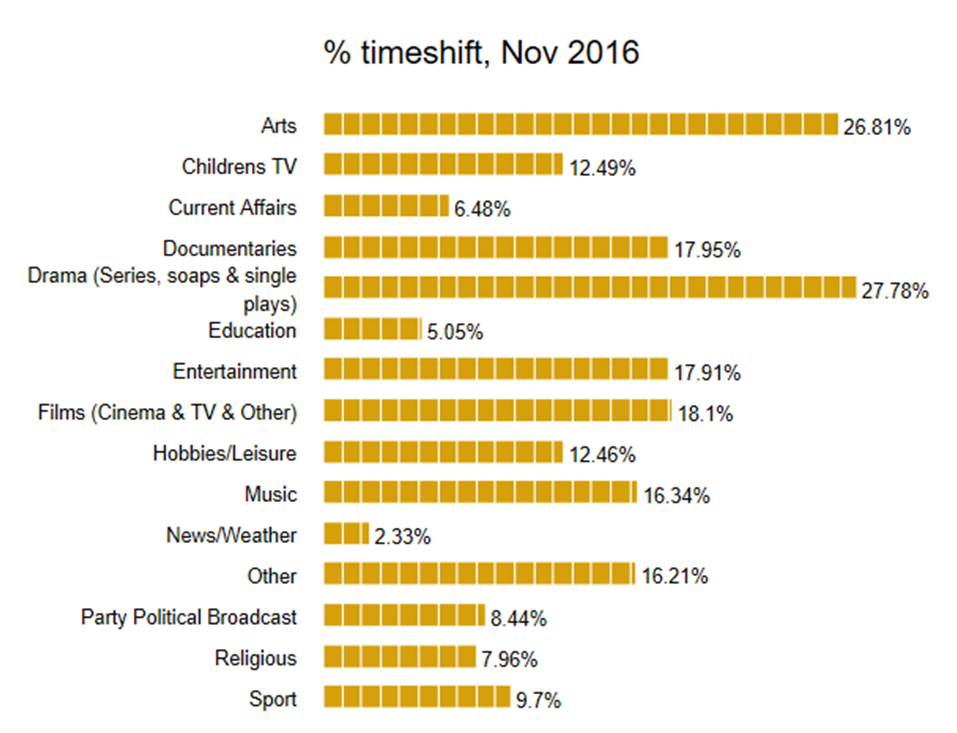 % timeshift, Nov 2016
Arts 26.81%
Childrens TV 12.49%
Current Affairs 6.48%
Documentaries 17.95%
Drama (Series, soaps & single
plays) 27.78%
Education 5.05%
Entertainment 17.91%
Films (Cinema & TV & Other) 18.1%
Hobbies/Leisure 12.46%
Music 16.34%
News/Weather 2.33%
Other 16.21%
Party Political Broadcast 8.44%
Religious 7.96%
Sport 9.7%